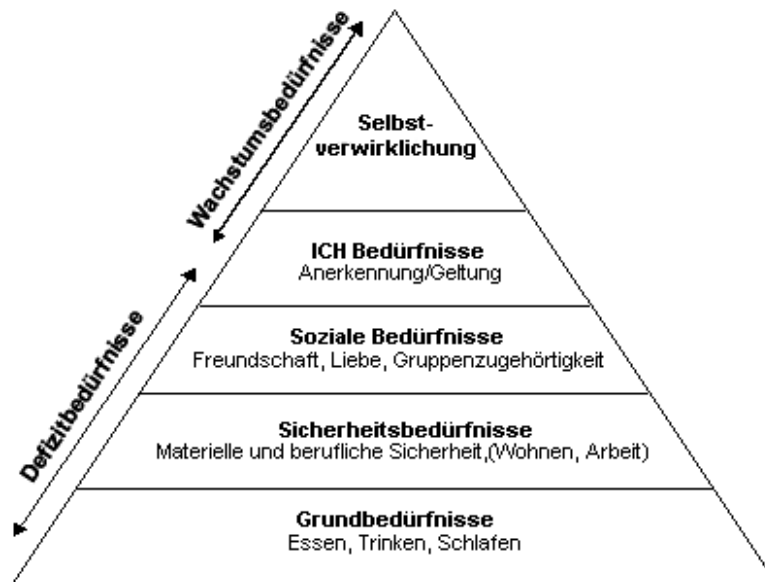 Wachstumsbedürfnisse
Defizitbedürfnisse
Selbst-
verwirklichung
ICH Bedürfnisse
Anerkennung/Geltung
Soziale Bedürfnisse
Freundschaft, Liebe, Gruppenzugehörtigkeit
Sicherheitsbedürfnisse
Materielle und berufliche Sicherheit,(Wohnen, Arbeit)
Grundbedürfnisse
Essen, Trinken, Schlafen